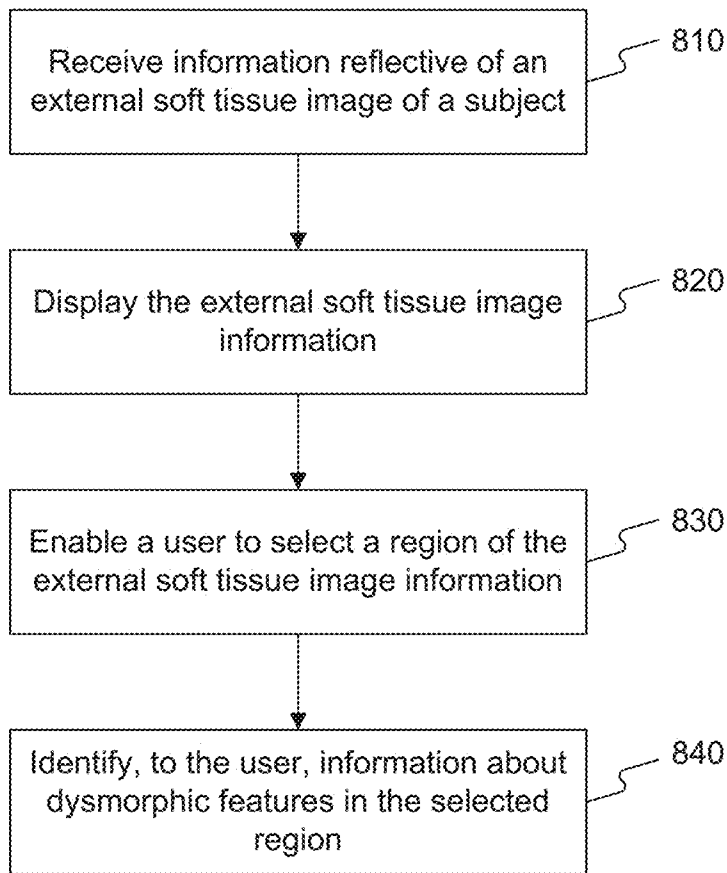 Receive information reflective of an
external soft tissue image of a subject
810
Display the external soft tissue image
information
820
Enable a user to select a region of the
external soft tissue image information
830
Identify, to the user, information about
dysmorphic features in the selected
region
840